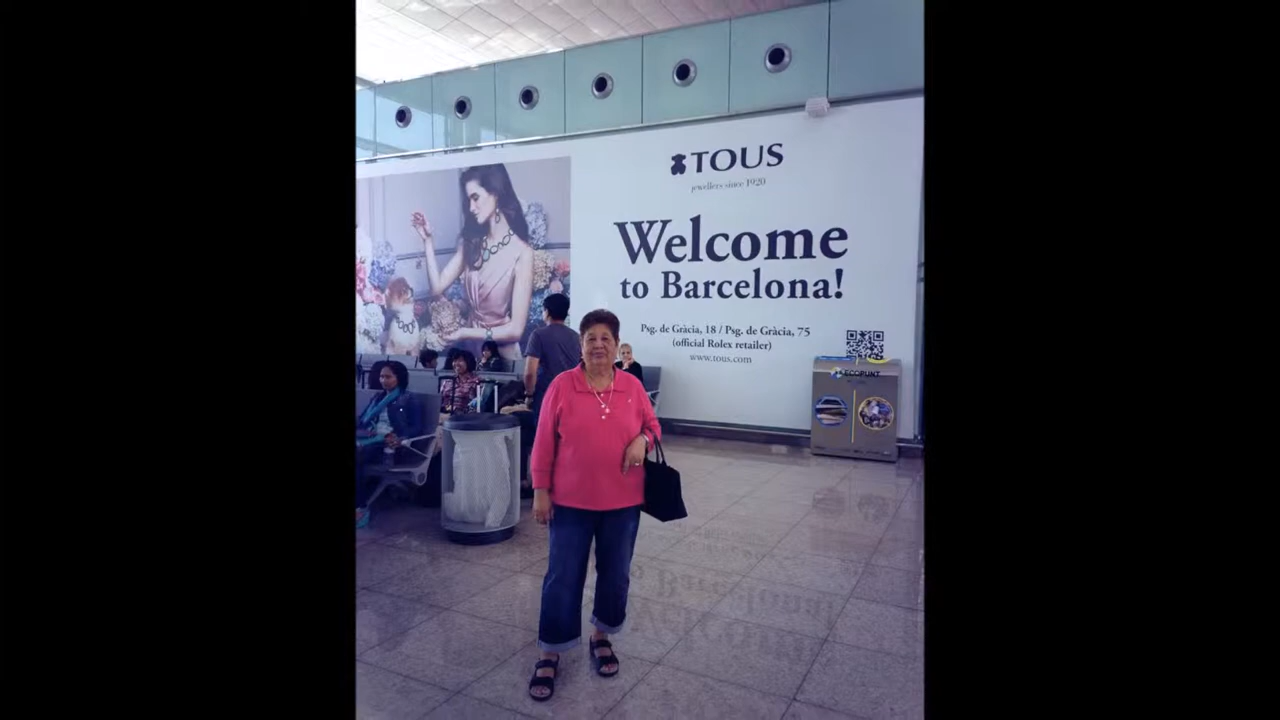 TOUS
jewellers since 1920
Welcome
to Barcelona!
Psg. de Gràcia, 18 / Psg. de Gràcia, 75
(official Rolex retailer)
www.tous.com
ECOPUNT